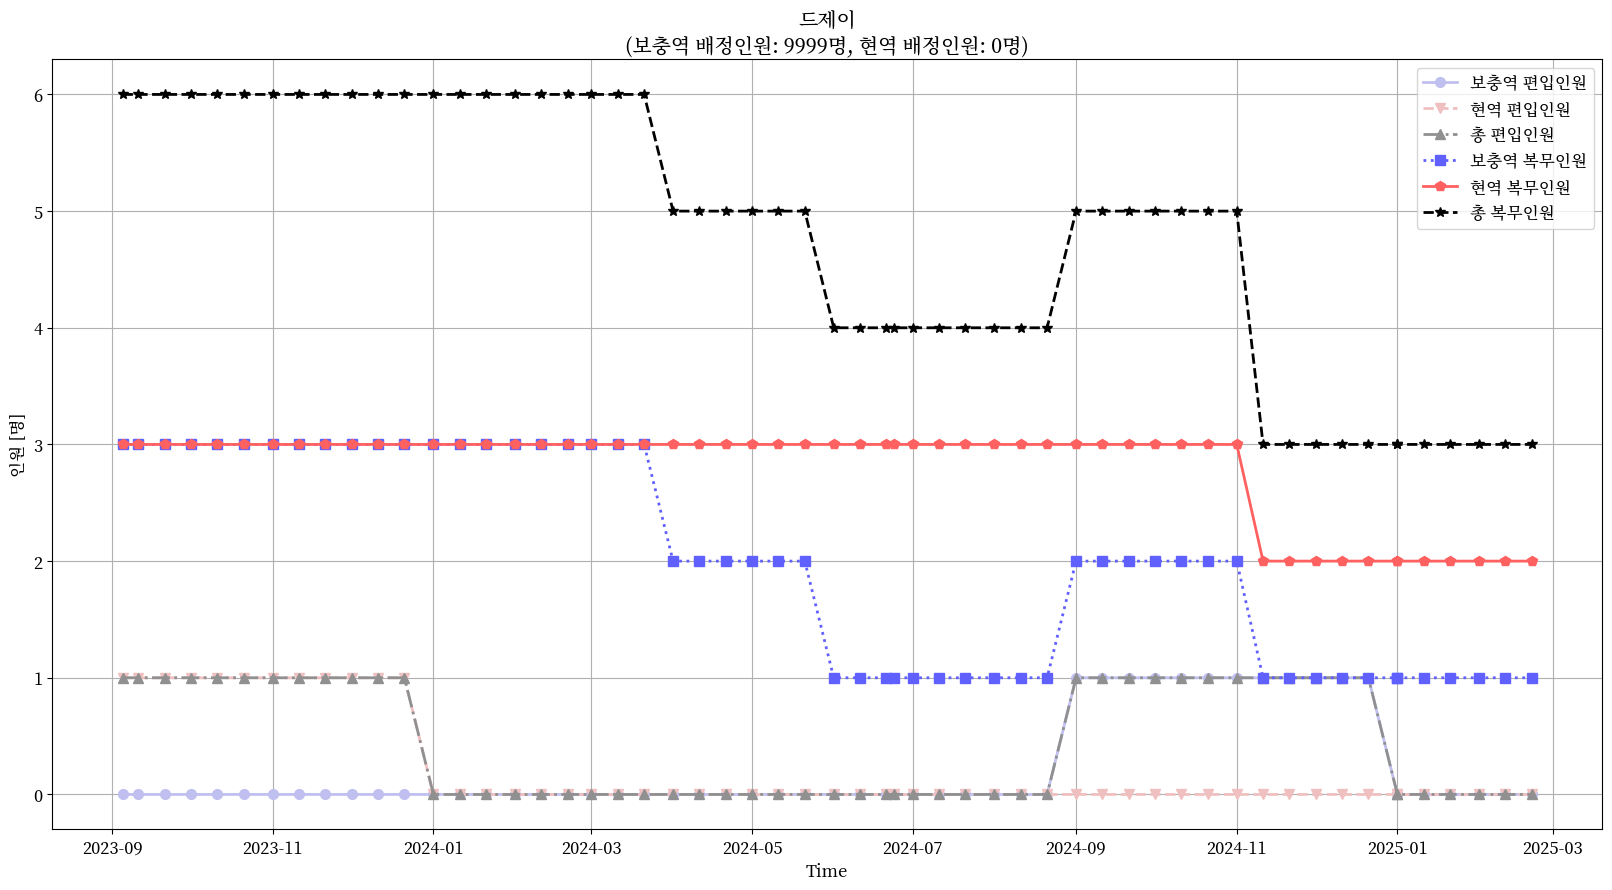 드제이
(보충역 배정인원: 9999명, 현역 배정인원: 0명)
보충역 편입인원
현역 편입인원
총 편입인원
보충역 복무인원
현역 복무인원
총 복무인원
인원 [명]
6
5
4
3
2
1
0
2023-09
2023-11
2024-01
2024-03
2024-05
2024-07
2024-09
2024-11
2025-01
2025-03
Time